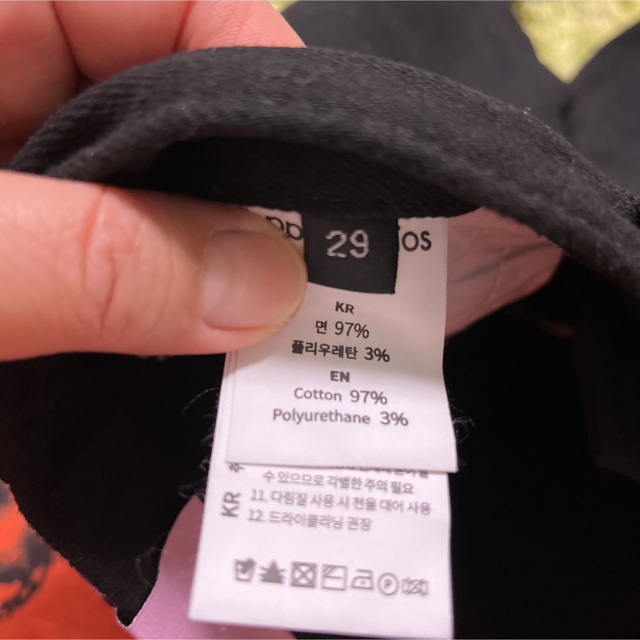 29
os
KR
면 97%
폴리우레탄 3%
EN
Cotton 97%
Polyurethane 3%
수 있으므로 각별한 주의 필요
KR 11. 다림질 사용 시 천을 대어 사용
12. 드라이클리닝 권장